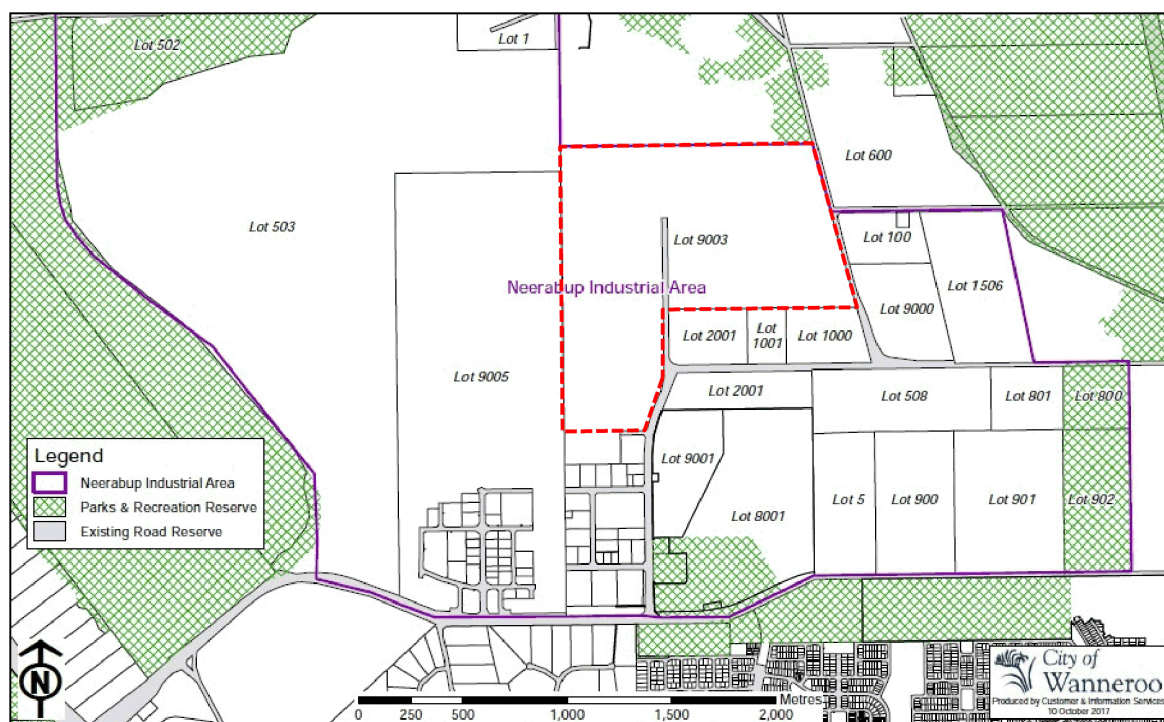 Lot 502
Lot 1
Lot 600
Lot 503
Lot 9003
Lot 100
Neerabup Industrial Area
Lot 1506
Lot 9000
Lot 2001
Lot
1001
Lot 1000
Lot 9005
Lot 2001
Lot 508
Lot 801
Lot 800
Legend
Neerabup Industrial Area
Parks & Recreation Reserve
Existing Road Reserve
Lot 9001
Lot 5
Lot 900
Lot 901
Lot 902
Lot 8001
N
City of
Wanneroo
Produced by Customer & Information Services
10 October 2017
Metres
0 250 500 1,000 1,500 2,000